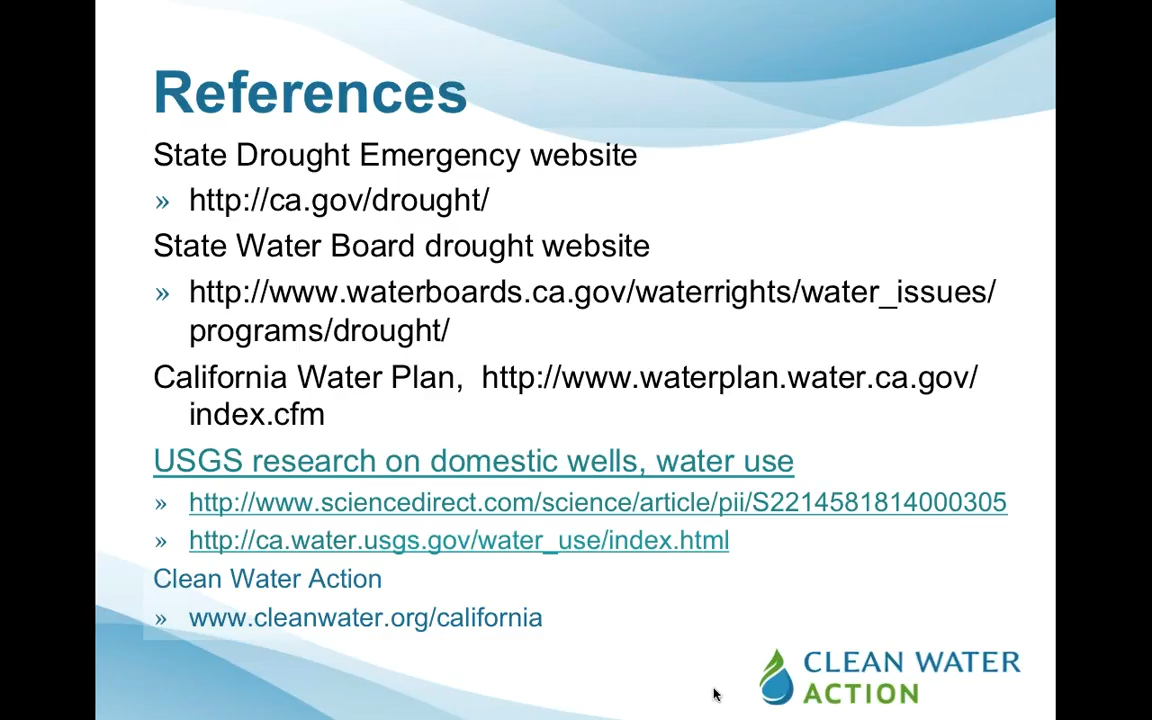 References
State Drought Emergency website
» http://ca.gov/drought/
State Water Board drought website
» http://www.waterboards.ca.gov/waterrights/water_issues/
programs/drought/
California Water Plan, http://www.waterplan.water.ca.gov/
index.cfm
USGS research on domestic wells, water use
» http://www.sciencedirect.com/science/article/pii/S2214581814000305
» http://ca.water.usgs.gov/water_use/index.html
Clean Water Action
» www.cleanwater.org/california
CLEAN WATER
ACTION